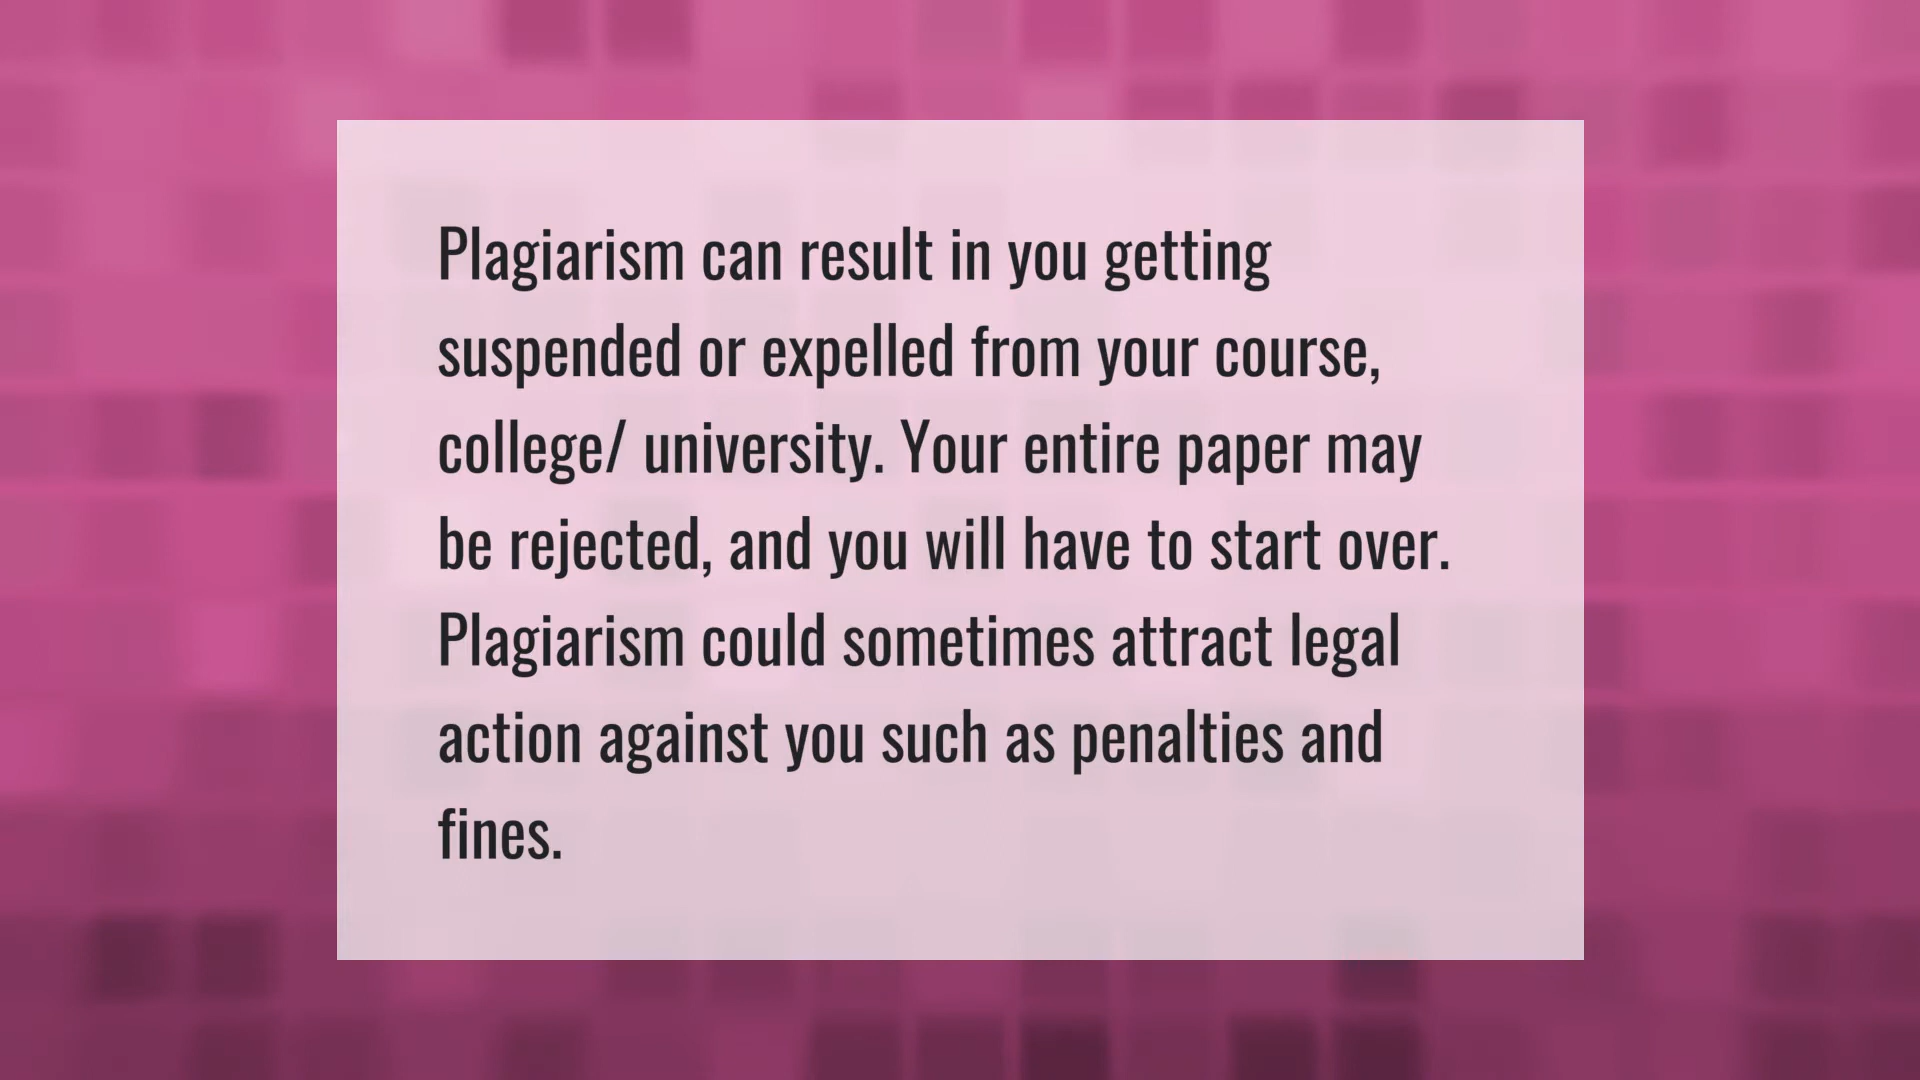 Plagiarism can result in you getting
suspended or expelled from your course,
college/ university. Your entire paper may
be rejected, and you will have to start over.
Plagiarism could sometimes attract legal
action against you such as penalties and
fines.